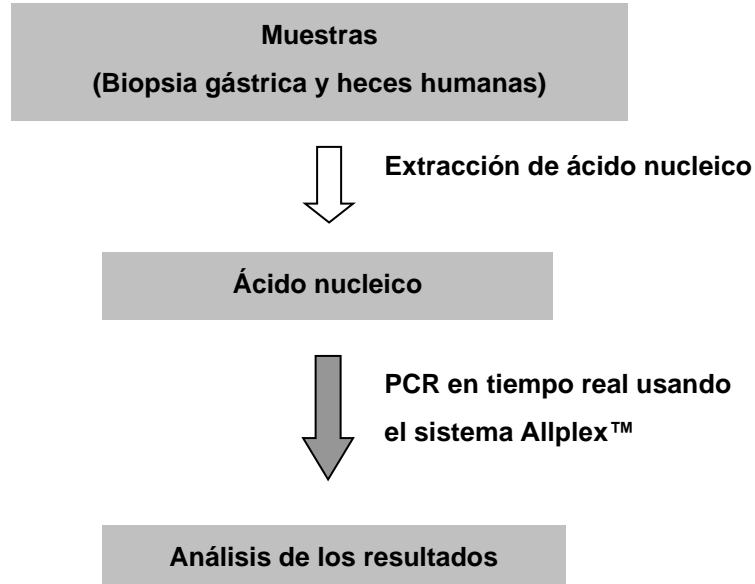 Muestras
(Biopsia gástrica y heces humanas)
Extracción de ácido nucleico
Ácido nucleico
PCR en tiempo real usando
el sistema Allplex™
Análisis de los resultados